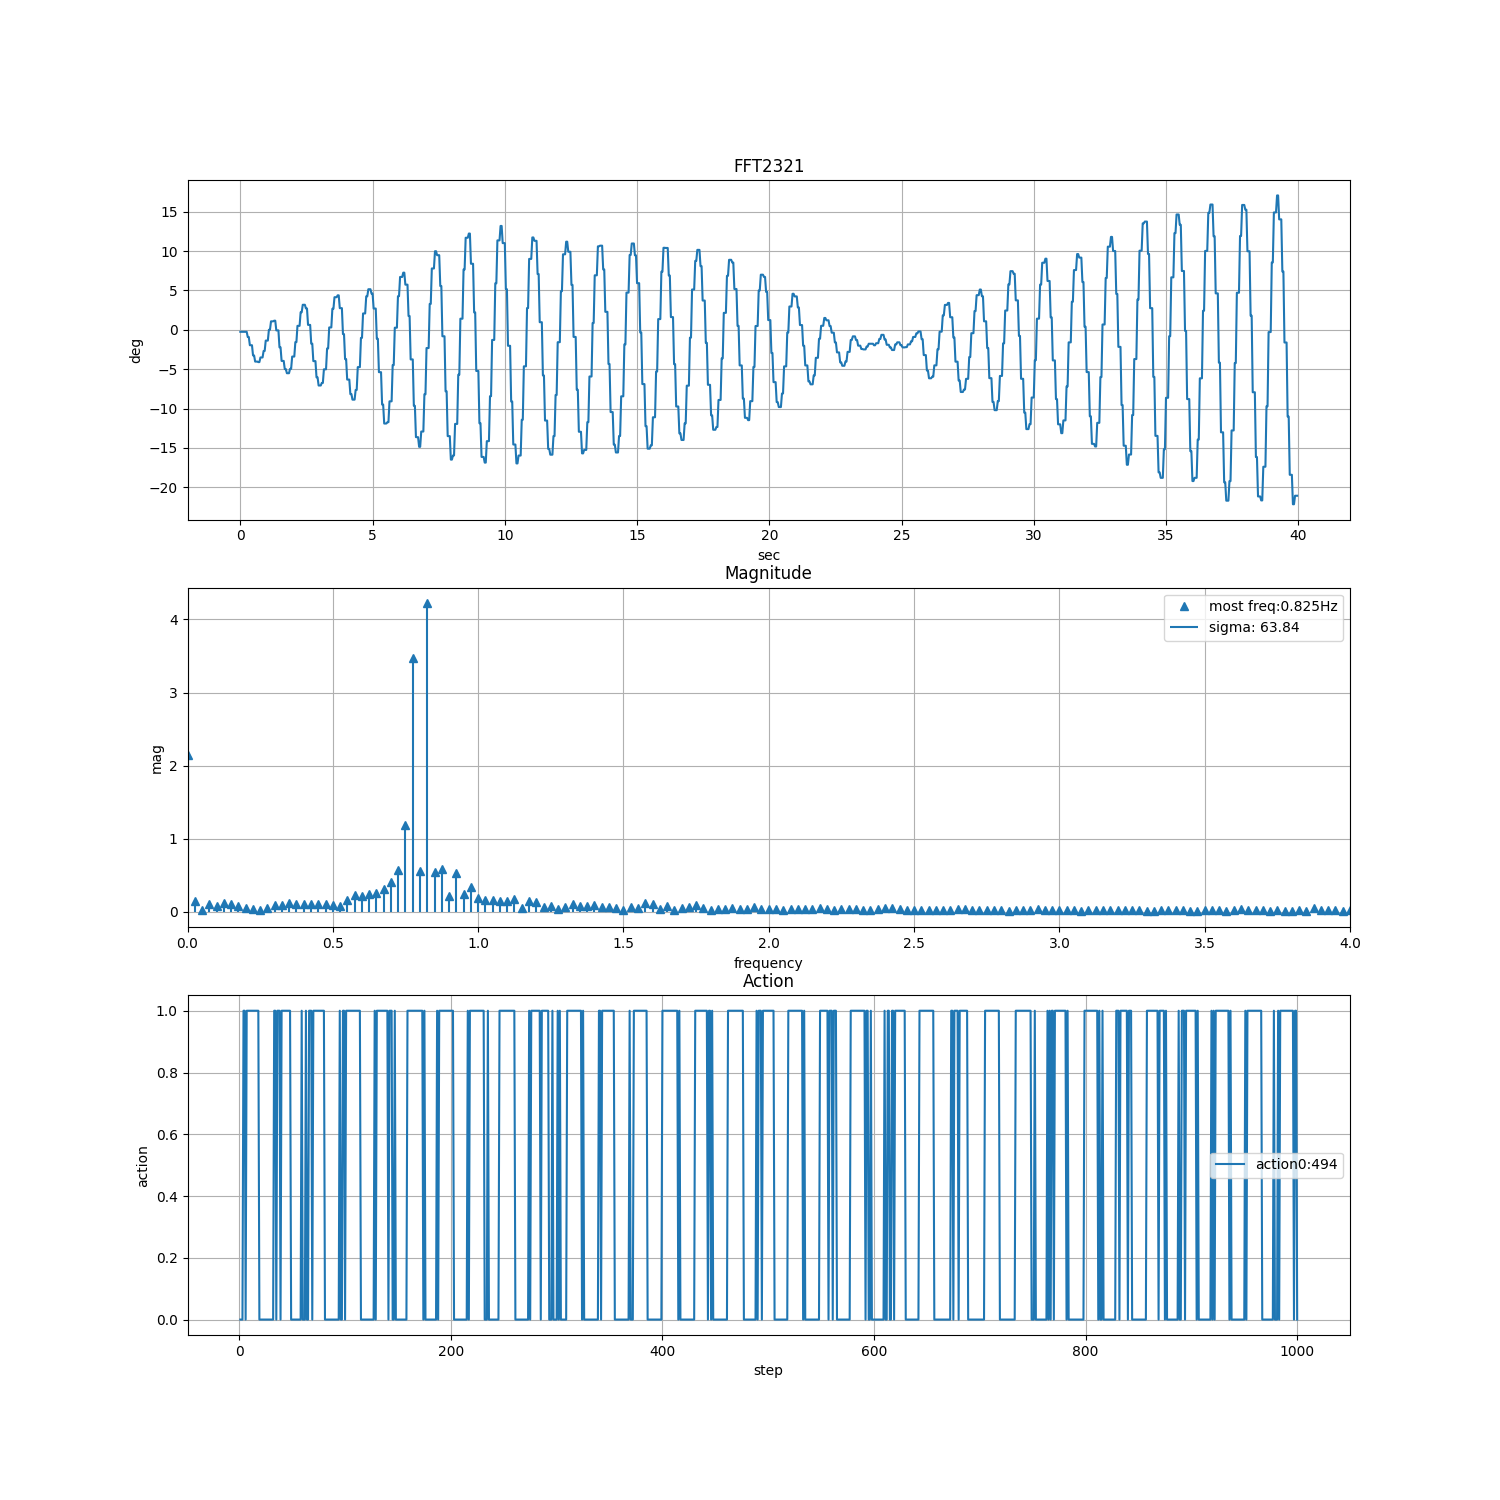 FFT2321
deg
15
10
5
0
−5
−10
−15
−20
0 5 10 15 20 25 30 35 40
sec
Magnitude
mag
4
3
2
1
0
most freq:0.825Hz
sigma: 63.84
0.0 0.5 1.0 1.5 2.0 2.5 3.0 3.5 4.0
frequency
Action
action
1.0
0.8
0.6
0.4
0.2
0.0
action0:494
0 200 400 600 800 1000
step